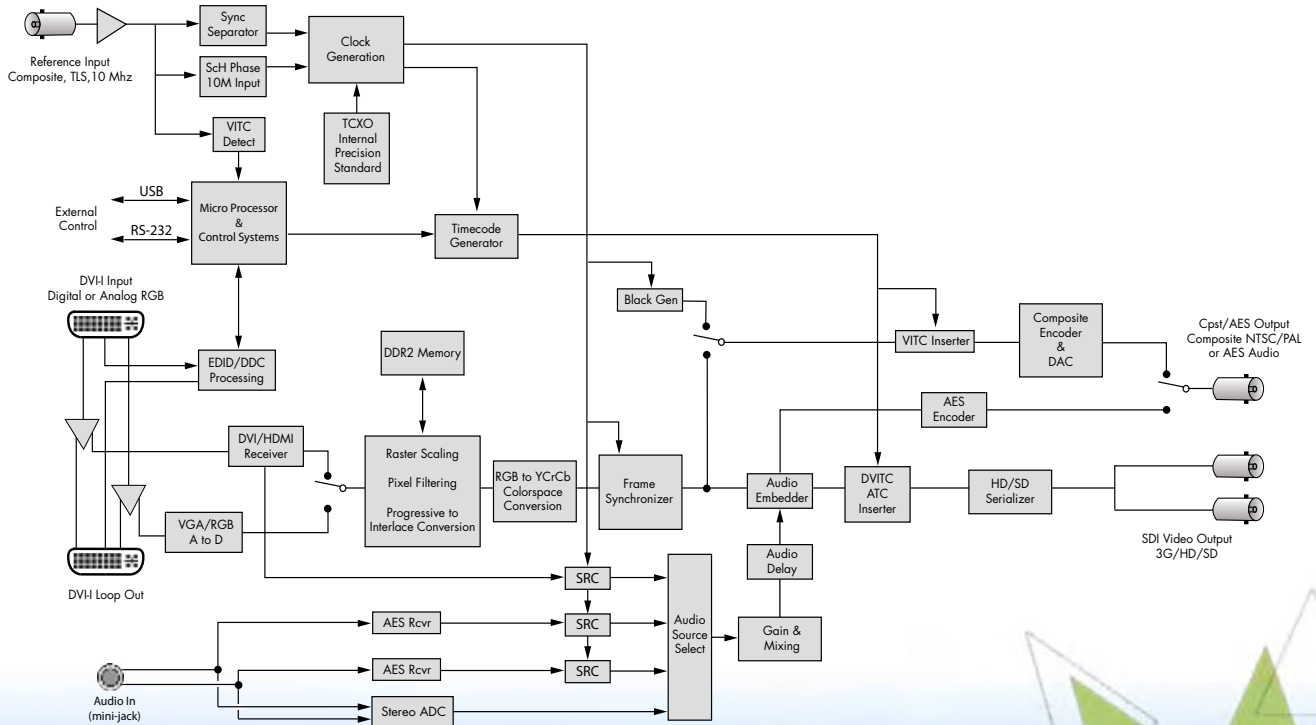 Reference Input
Composite, TLS,10 Mhz
Sync
Separator
ScH Phase
10M Input
VITC
Detect
Clock
Generation
TCXO
Internal
Precision
Standard
External
Control
USB
RS-232
Micro Processor
&
Control Systems
Timecode
Generator
DVI-I Input
Digital or Analog RGB
EDID/DDC
Processing
DDR2 Memory
Black Gen
VITC Inserter
Composite
Encoder
&
DAC
Cpst/AES Output
Composite NTSC/PAL
or AES Audio
AES
Encoder
DVI/HDMI
Receiver
VGA/RGB
A to D
Raster Scaling
Pixel Filtering
Progressive to
Interlace Conversion
RGB to YCrCb
Colorspace
Conversion
Frame
Synchronizer
Audio
Embedder
DVITC
ATC
Inserter
HD/SD
Serializer
SDI Video Output
3G/HD/SD
DVI-I Loop Out
Audio
Delay
SRC
SRC
SRC
Audio
Source
Select
Gain &
Mixing
AES Rcvr
AES Rcvr
Stereo ADC
Audio In
(mini-jack)